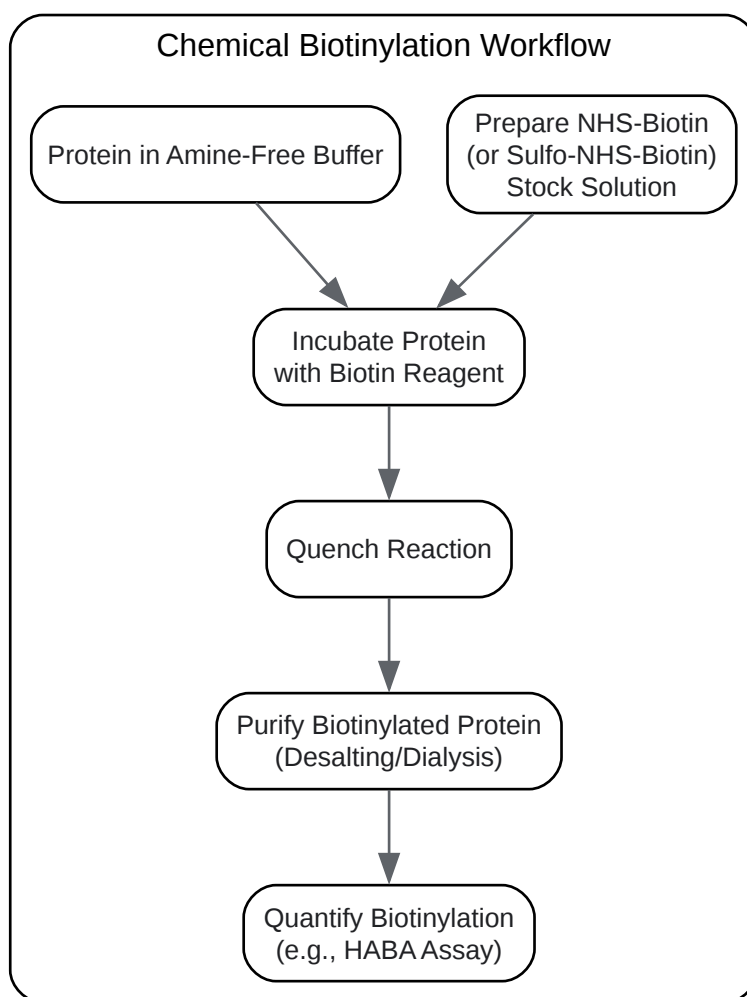 Chemical Biotinylation Workflow
Protein in Amine-Free Buffer
Prepare NHS-Biotin
(or Sulfo-NHS-Biotin)
Stock Solution
Incubate Protein
with Biotin Reagent
Quench Reaction
Purify Biotinylated Protein
(Desalting/Dialysis)
Quantify Biotinylation
(e.g., HABA Assay)